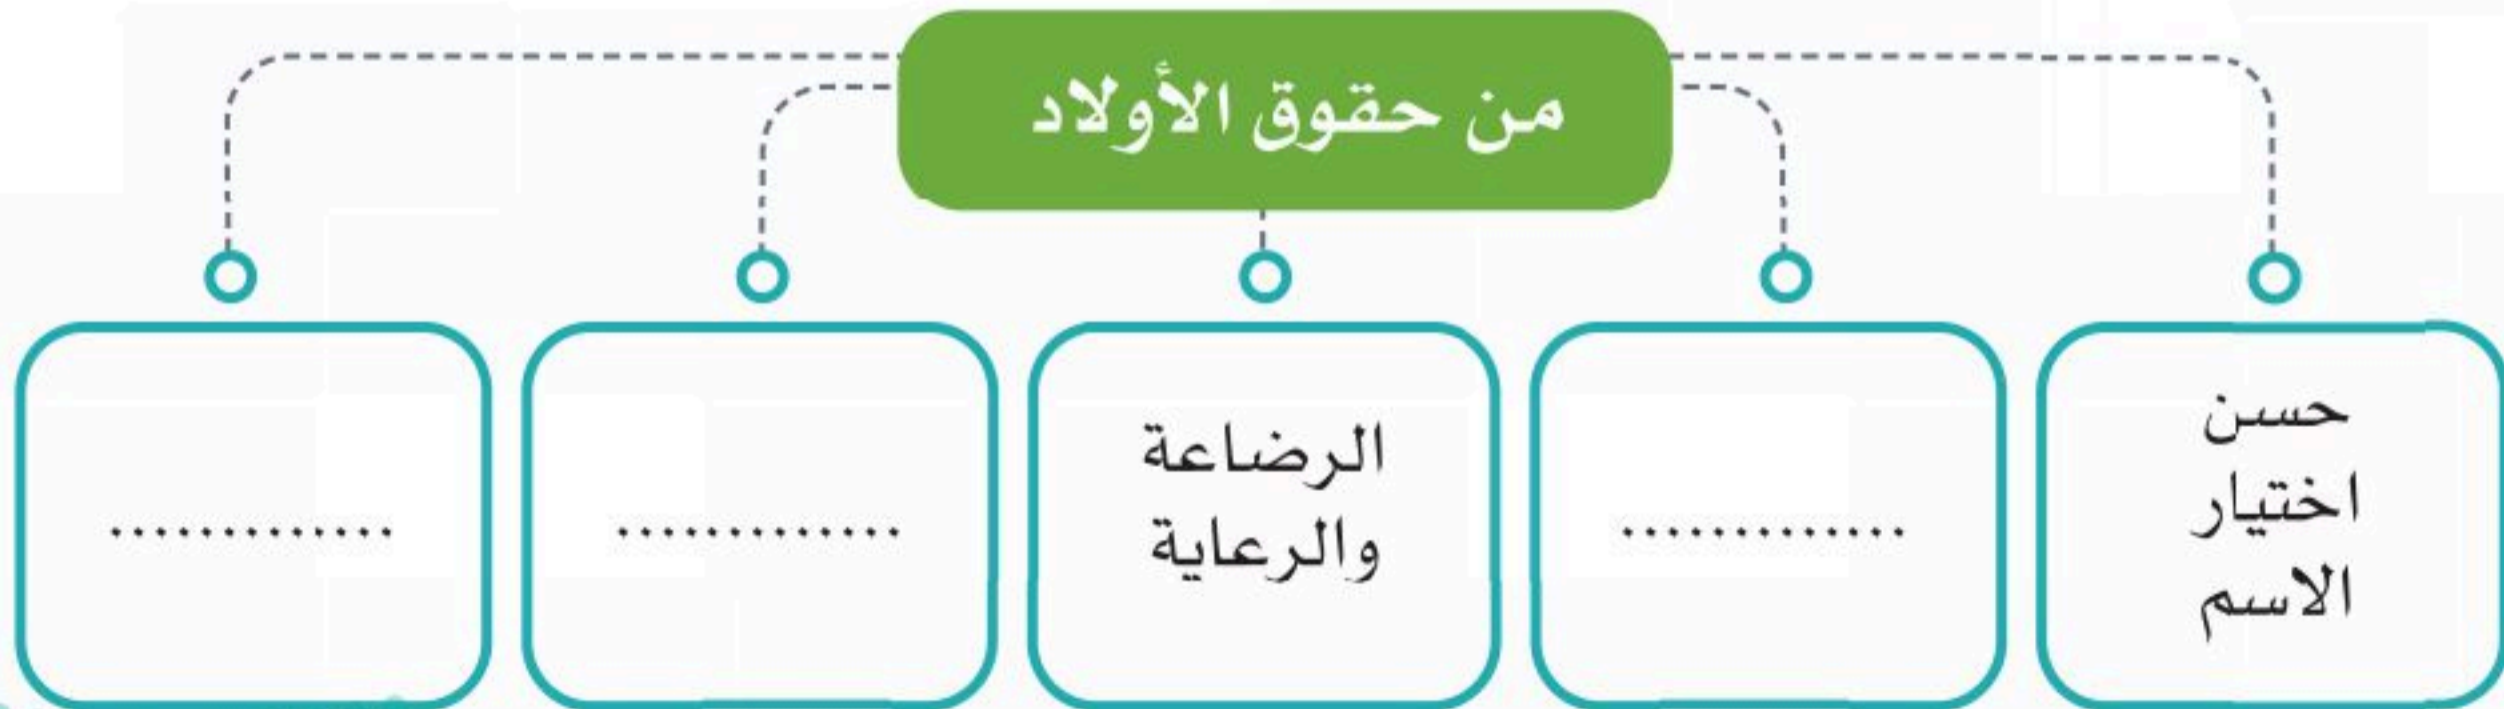 من حقوق الأولاد
حسن
اختيار
الاسم
.............
الرضاعة
والرعاية
.............
.............